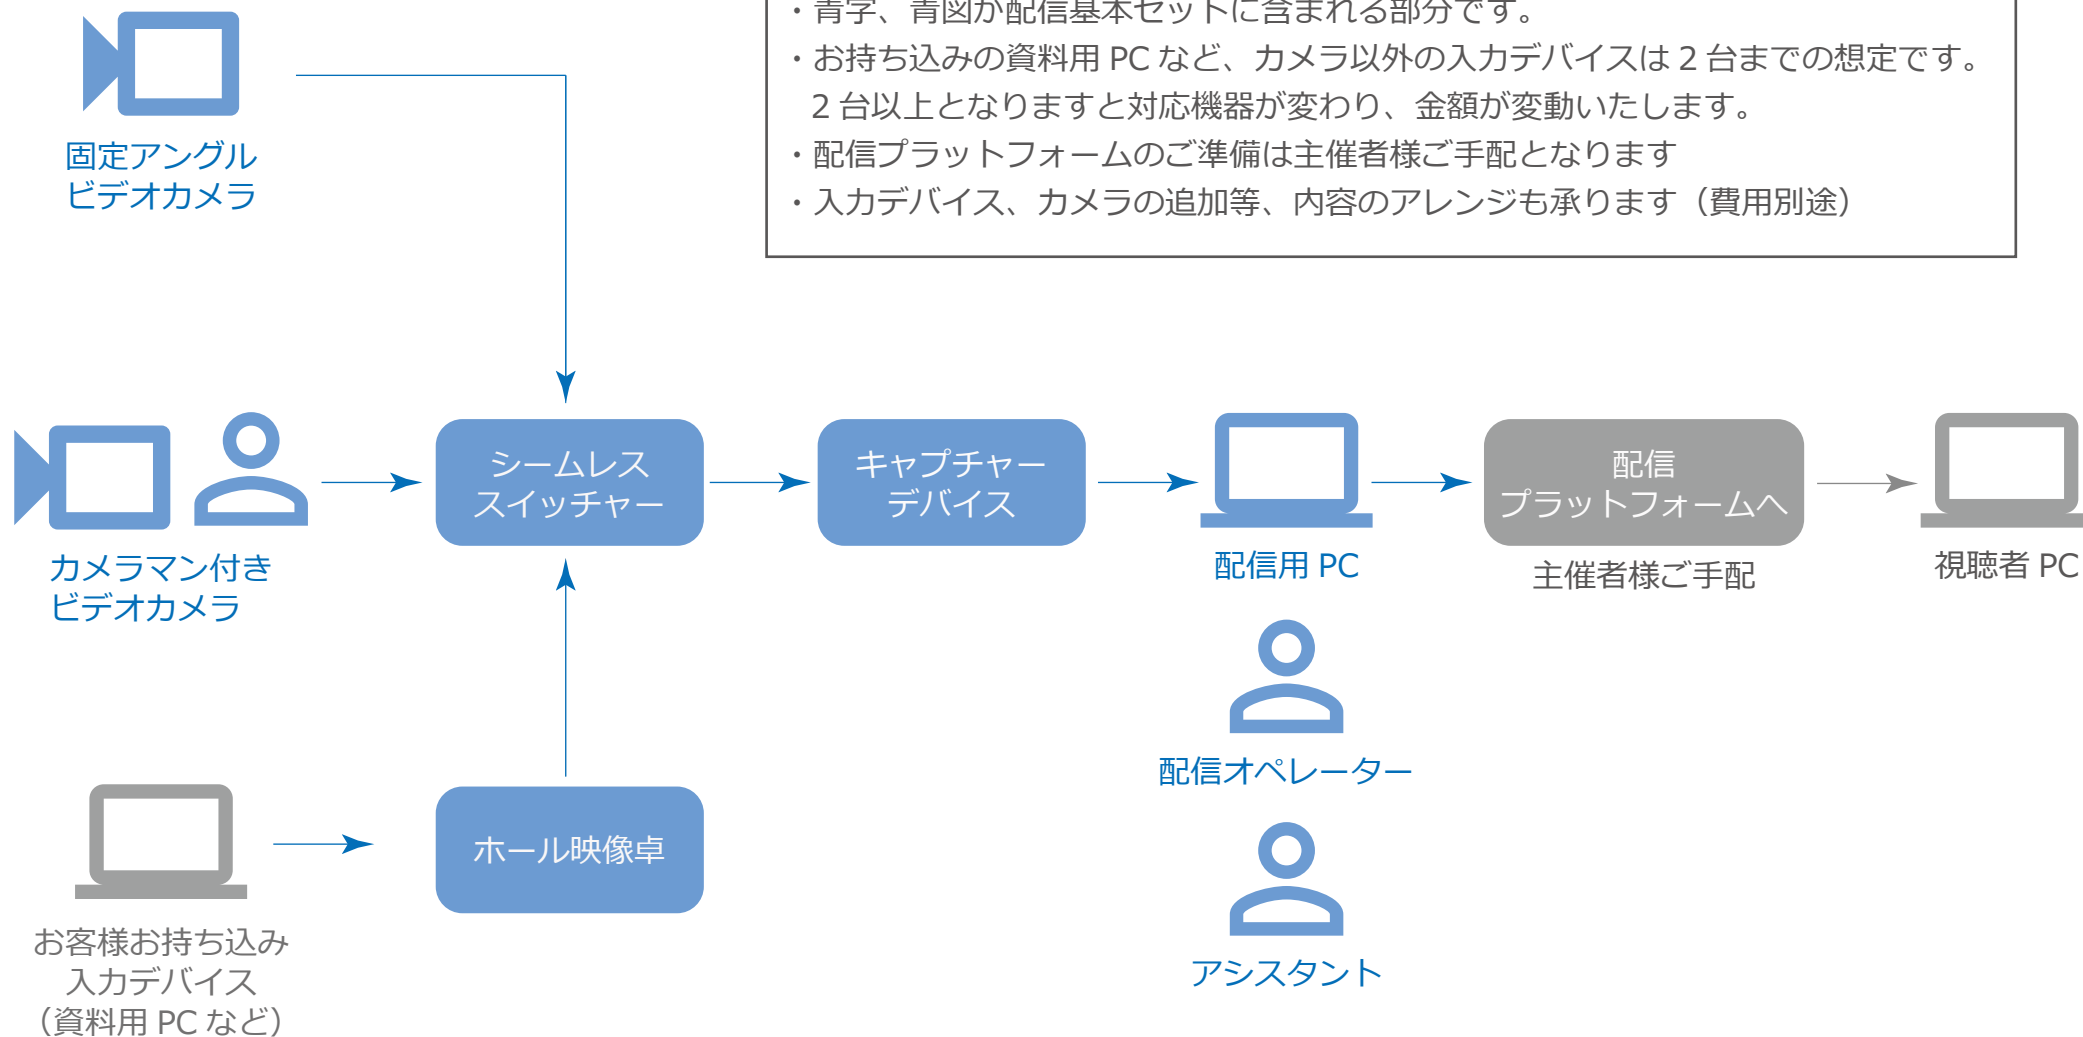 ・青字、青図が配信基本セットに含まれる部分です。
・お持ち込みの資料用 PC など、カメラ以外の入力デバイスは 2 台までの想定です。
2 台以上となりますと対応機器が変わり、金額が変動いたします。
・配信プラットフォームのご準備は主催者様ご手配となります
・入力デバイス、カメラの追加等、内容のアレンジも承ります（費用別途）
固定アングル
ビデオカメラ
カメラマン付き
ビデオカメラ
シームレス
スイッチャー
キャプチャー
デバイス
配信用 PC
配信
プラットフォームへ
主催者様ご手配
視聴者 PC
配信オペレーター
アシスタント
ホール映像卓
お客様お持ち込み
入力デバイス
（資料用 PC など）